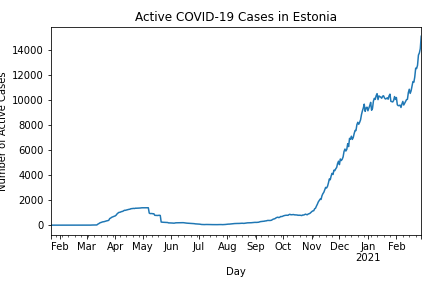 Active COVID-19 Cases in Estonia
Number of Active Cases
14000
12000
10000
8000
6000
4000
2000
0
Feb Mar Apr May Jun Jul Aug Sep Oct Nov Dec Jan Feb
2021
Day